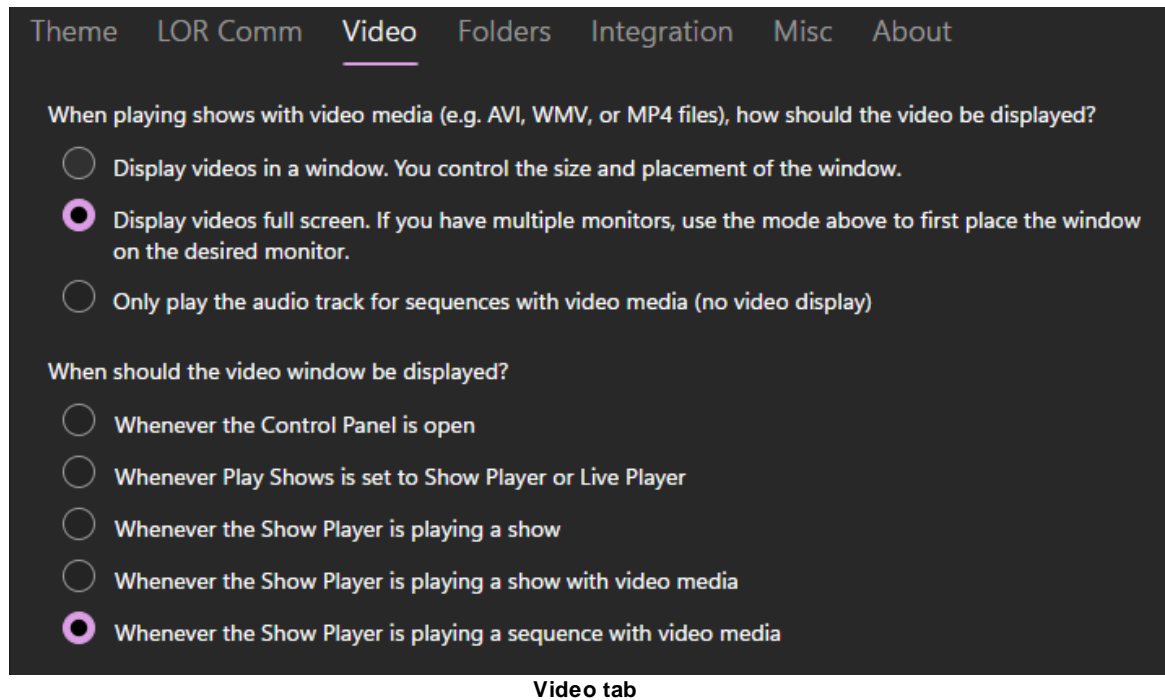 Theme LOR Comm Video Folders Integration Misc About
When playing shows with video media (e.g. AVI, WMV, or MP4 files), how should the video be displayed?
Display videos in a window. You control the size and placement of the window.
Display videos full screen. If you have multiple monitors, use the mode above to first place the window
on the desired monitor.
Only play the audio track for sequences with video media (no video display)
When should the video window be displayed?
Whenever the Control Panel is open
Whenever Play Shows is set to Show Player or Live Player
Whenever the Show Player is playing a show
Whenever the Show Player is playing a show with video media
Whenever the Show Player is playing a sequence with video media
Video tab